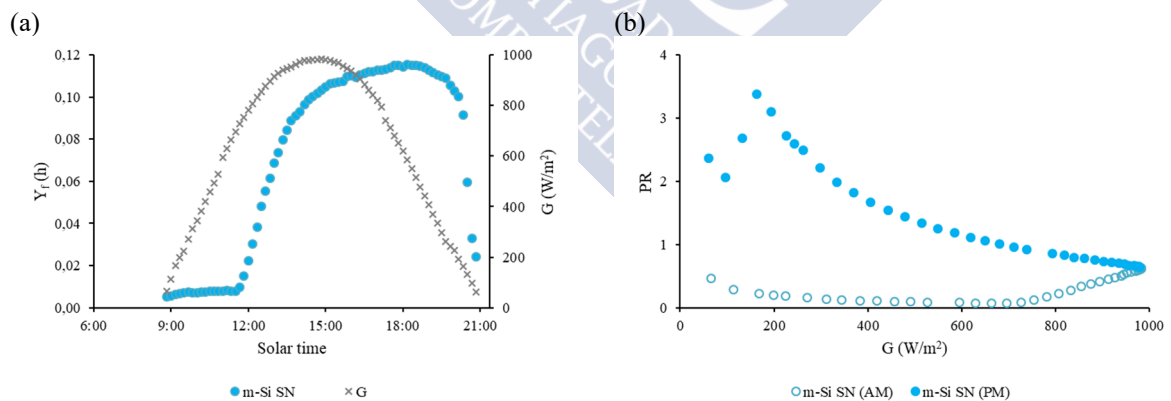 (a)
(b)
0,12
0,10
0,08
0,06
0,04
0,02
0,00
Y_f (h)
1000
800
600
400
200
0
G (W/m²)
6:00 9:00 12:00 15:00 18:00 21:00
Solar time
m-Si SN G
4
3
2
1
0
PR
0 200 400 600 800 1000
G (W/m²)
m-Si SN (AM) m-Si SN (PM)